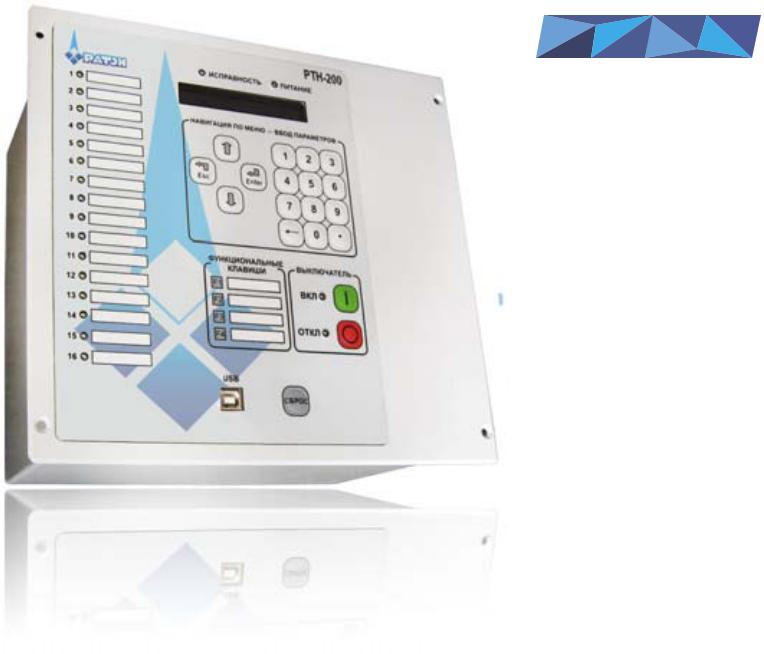 РАТЭН
РТН-200
ИСПРАВНОСТЬ
ПИТАНИЕ
НАВИГАЦИЯ ПО МЕНЮ — ВВОД ПАРАМЕТРОВ
1 2 3
Esc
Enter
4 5 6
7 8 9
0 .
1
2
3
4
5
6
7
8
9
10
11
12
13
14
15
16
ФУНКЦИОНАЛЬНЫЕ
КЛАВИШИ
F1
F2
F3
F4
ВЫКЛЮЧАТЕЛЬ
ВКЛ
I
ОТКЛ
USB
СБРОС